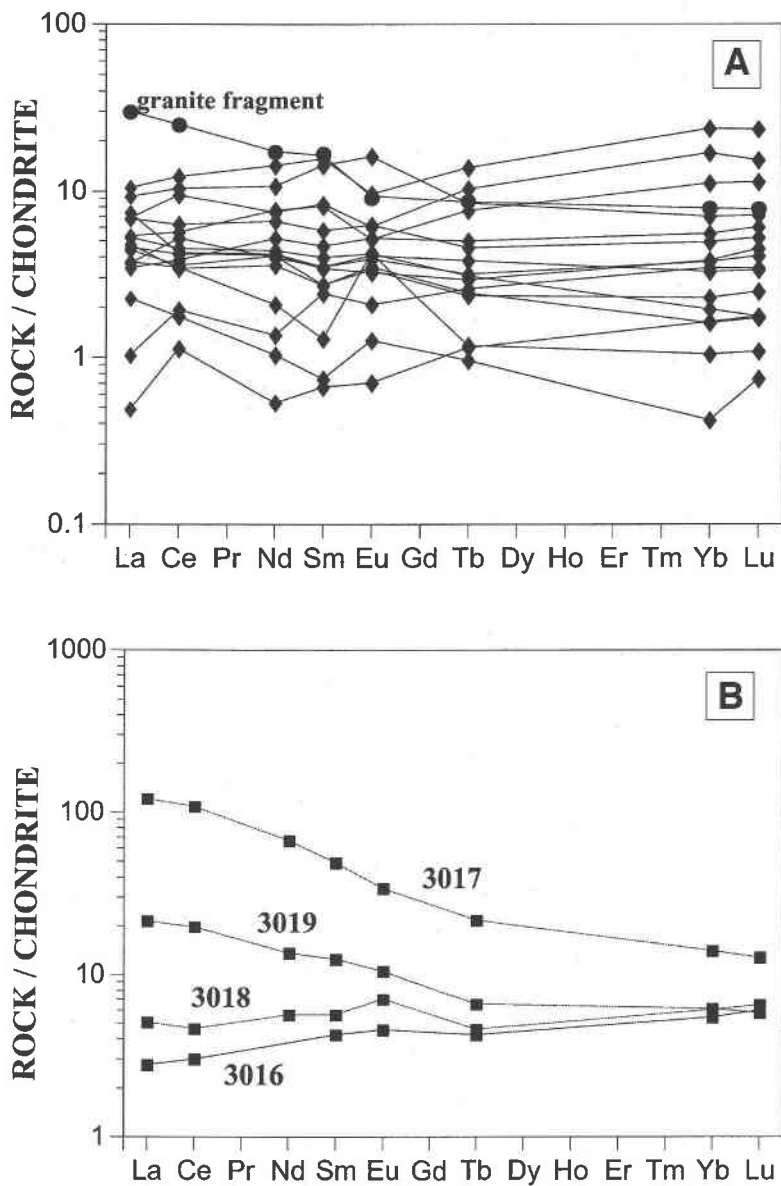 100
A
granite fragment
10
ROCK / CHONDRITE
1
0.1
La Ce Pr Nd Sm Eu Gd Tb Dy Ho Er Tm Yb Lu
1000
B
ROCK / CHONDRITE
100
3017
3019
10
3018
3016
1
La Ce Pr Nd Sm Eu Gd Tb Dy Ho Er Tm Yb Lu